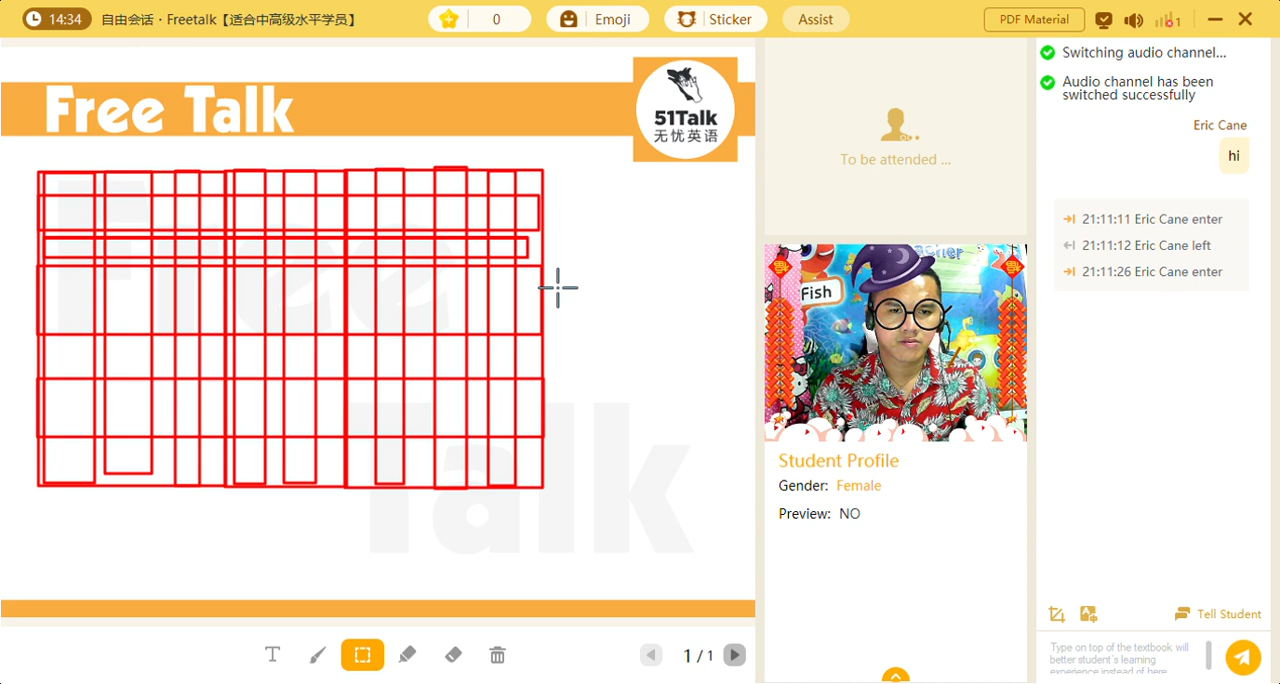 14:34
自由会话 · Freetalk【适合中高级水平学员】
0
Emoji
Sticker
Assist
PDF Material
1
Free Talk
51Talk
无忧英语
Free
Talk
1 / 1
To be attended ...
Fish
Student Profile
Gender: Female
Preview: NO
Switching audio channel...
Audio channel has been
switched successfully
Eric Cane
hi
21:11:11 Eric Cane enter
21:11:12 Eric Cane left
21:11:26 Eric Cane enter
Tell Student
Type on top of the textbook will
better student's learning
experience instead of here